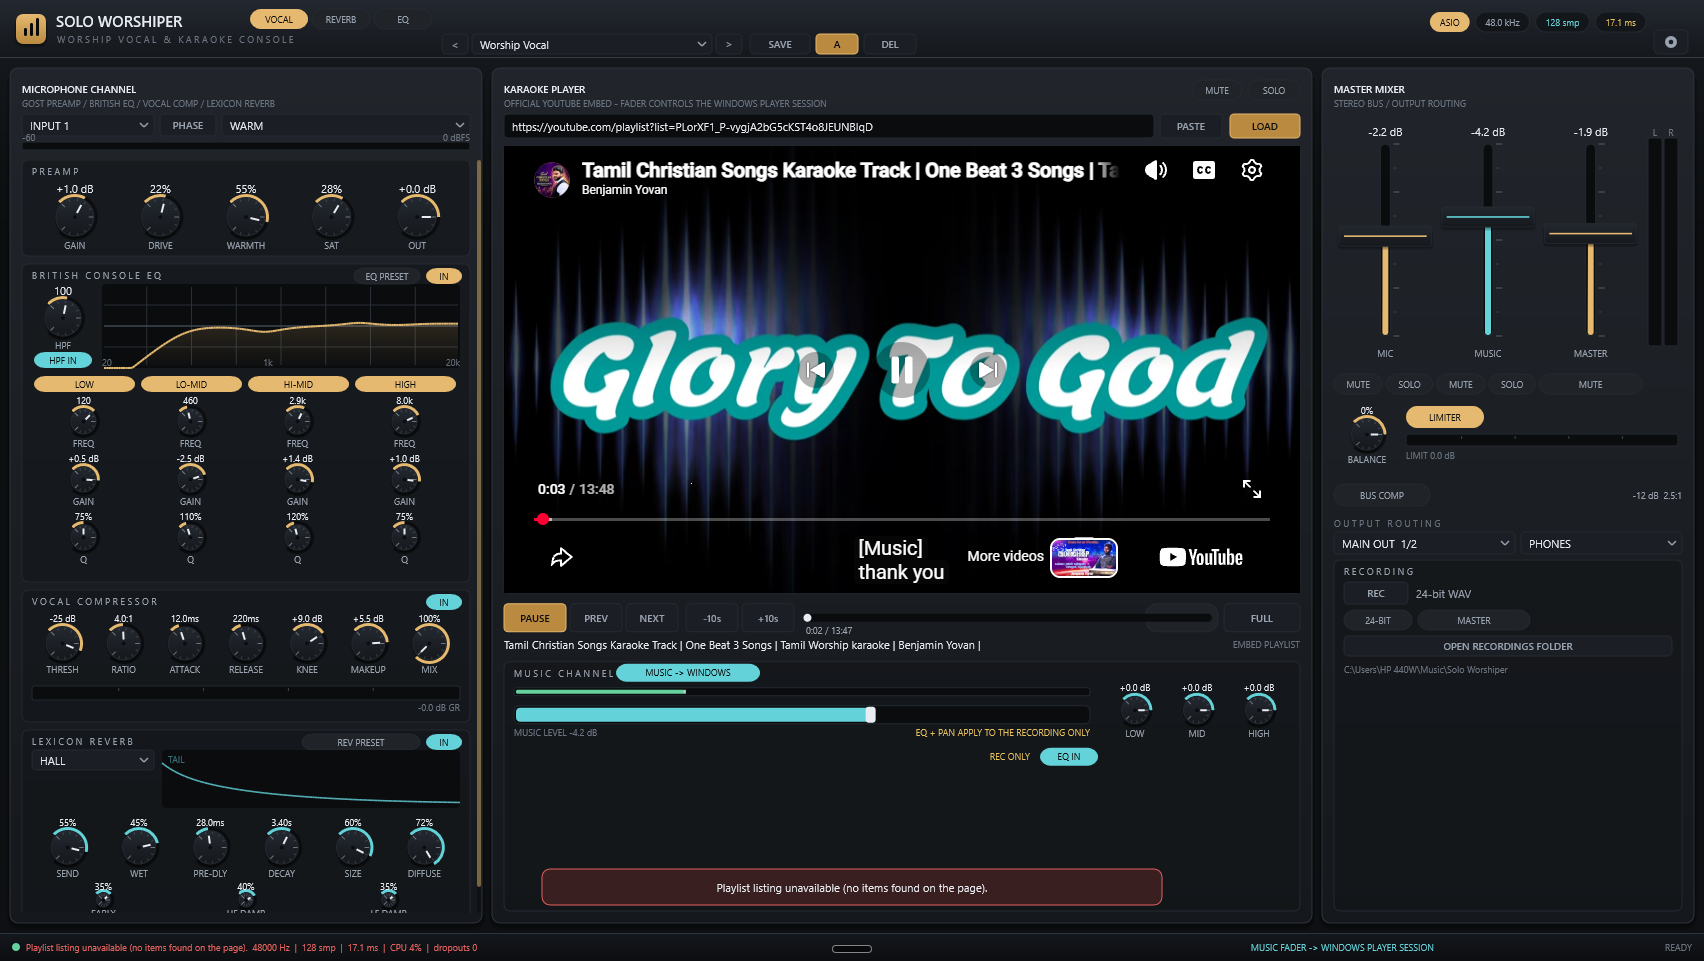 SOLO WORSHIPER
WORSHIP VOCAL & KARAOKE CONSOLE
VOCAL REVERB EQ
< Worship Vocal > SAVE A DEL
ASIO 48.0 kHz 128 smp 17.1 ms
MICROPHONE CHANNEL
GOST PREAMP / BRITISH EQ / VOCAL COMP / LEXICON REVERB
INPUT 1 PHASE WARM
-60 0 dBFS
PREAMP
+1.0 dB 22% 55% 28% +0.0 dB
GAIN DRIVE WARMTH SAT OUT
BRITISH CONSOLE EQ EQ PRESET IN
100
HPF
HPF IN
20 1k 20k
LOW LO-MID HI-MID HIGH
120 460 2.9k 8.0k
FREQ FREQ FREQ FREQ
+0.5 dB -2.5 dB +1.4 dB +1.0 dB
GAIN GAIN GAIN GAIN
75% 110% 120% 75%
Q Q Q Q
VOCAL COMPRESSOR IN
-25 dB 4.0:1 12.0ms 220ms +9.0 dB +5.5 dB 100%
THRESH RATIO ATTACK RELEASE KNEE MAKEUP MIX
-0.0 dB GR
LEXICON REVERB REV PRESET IN
HALL
TAIL
55% 45% 28.0ms 3.40s 60% 72%
SEND WET PRE-DLY DECAY SIZE DIFFUSE
35% 40% 35%
EARLY HF DAMP LF DAMP
KARAOKE PLAYER
OFFICIAL YOUTUBE EMBED - FADER CONTROLS THE WINDOWS PLAYER SESSION
MUTE SOLO
https://youtube.com/playlist?list=PLorXF1_P-vygjA2bG5cKST4o8JEUNBlqD
PASTE LOAD
Tamil Christian Songs Karaoke Track | One Beat 3 Songs | Ta
Benjamin Yovan
CC
Glory To God
0:03 / 13:48
[Music]
thank you
More videos
YouTube
PAUSE PREV NEXT -10s +10s FULL
0:02 / 13:47
Tamil Christian Songs Karaoke Track | One Beat 3 Songs | Tamil Worship karaoke | Benjamin Yovan |
EMBED PLAYLIST
MUSIC CHANNEL MUSIC -> WINDOWS
MUSIC LEVEL -4.2 dB
EQ + PAN APPLY TO THE RECORDING ONLY
REC ONLY EQ IN
+0.0 dB +0.0 dB +0.0 dB
LOW MID HIGH
Playlist listing unavailable (no items found on the page).
MASTER MIXER
STEREO BUS / OUTPUT ROUTING
-2.2 dB -4.2 dB -1.9 dB L R
MIC MUSIC MASTER
MUTE SOLO MUTE SOLO MUTE
0%
BALANCE
LIMITER
LIMIT 0.0 dB
BUS COMP -12 dB 2.5:1
OUTPUT ROUTING
MAIN OUT 1/2 PHONES
RECORDING
REC 24-bit WAV
24-BIT MASTER
OPEN RECORDINGS FOLDER
C:\Users\HP 440W\Music\Solo Worshiper
Playlist listing unavailable (no items found on the page). 48000 Hz | 128 smp | 17.1 ms | CPU 4% | dropouts 0
MUSIC FADER -> WINDOWS PLAYER SESSION
READY